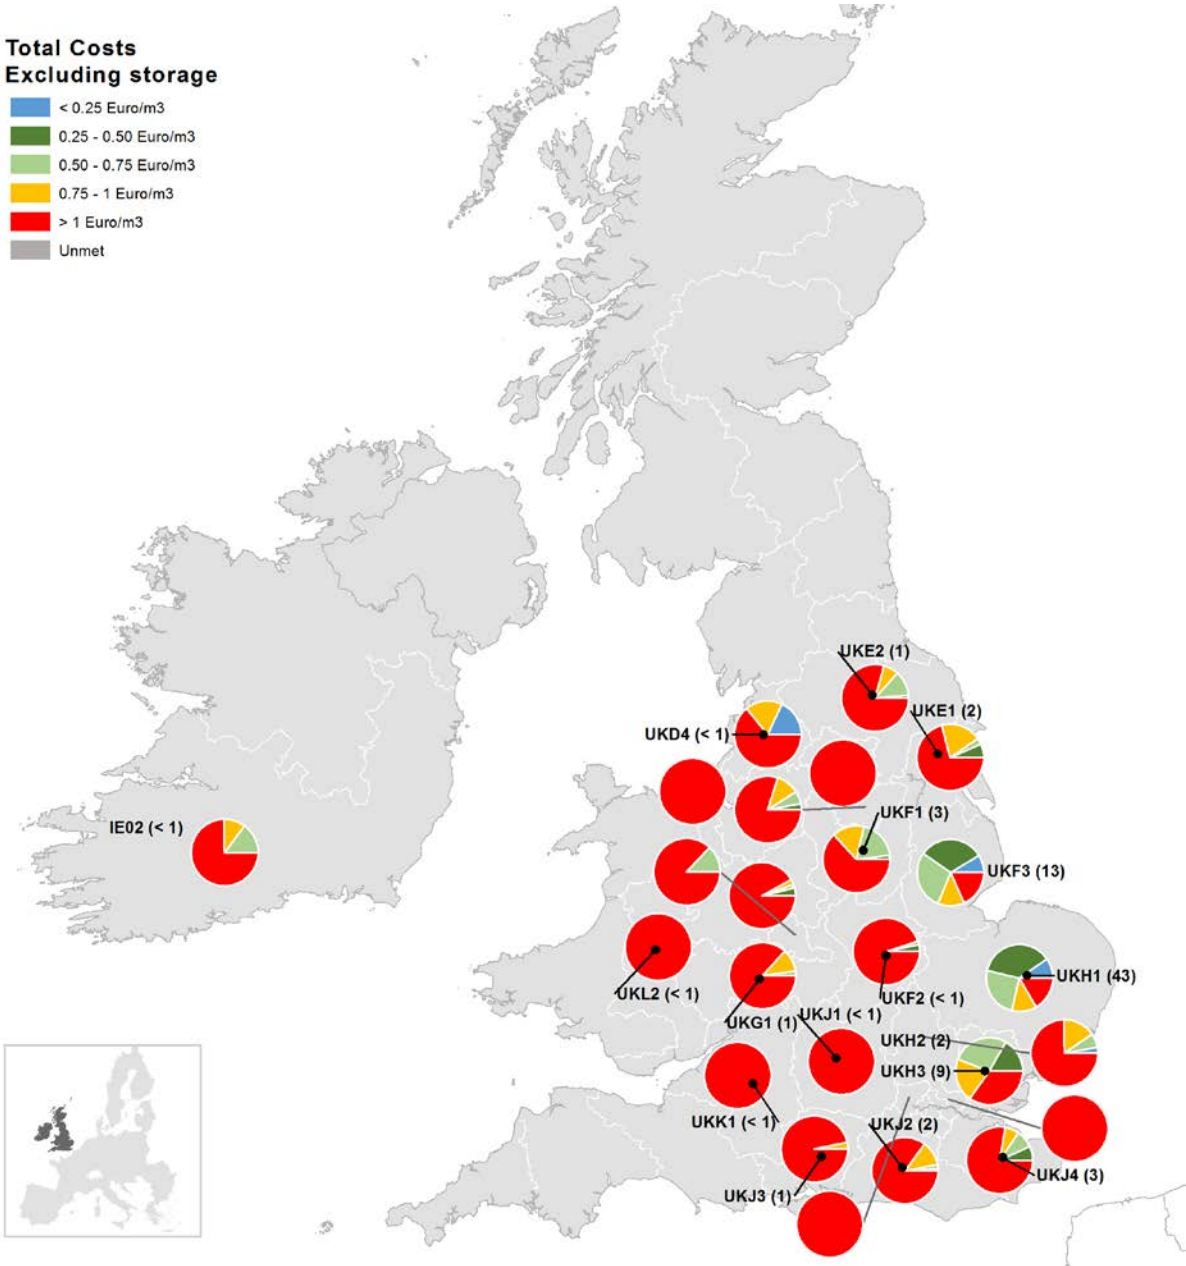 Total Costs
Excluding storage
< 0.25 Euro/m3
0.25 - 0.50 Euro/m3
0.50 - 0.75 Euro/m3
0.75 - 1 Euro/m3
> 1 Euro/m3
Unmet
UKE2 (1)
UKE1 (2)
UKD4 (< 1)
UKF1 (3)
IE02 (< 1)
UKF3 (13)
UKH1 (43)
UKL2 (< 1)
UKF2 (< 1)
UKG1 (1)
UKJ1 (< 1)
UKH2 (2)
UKH3 (9)
UKK1 (< 1)
UKJ2 (2)
UKJ4 (3)
UKJ3 (1)